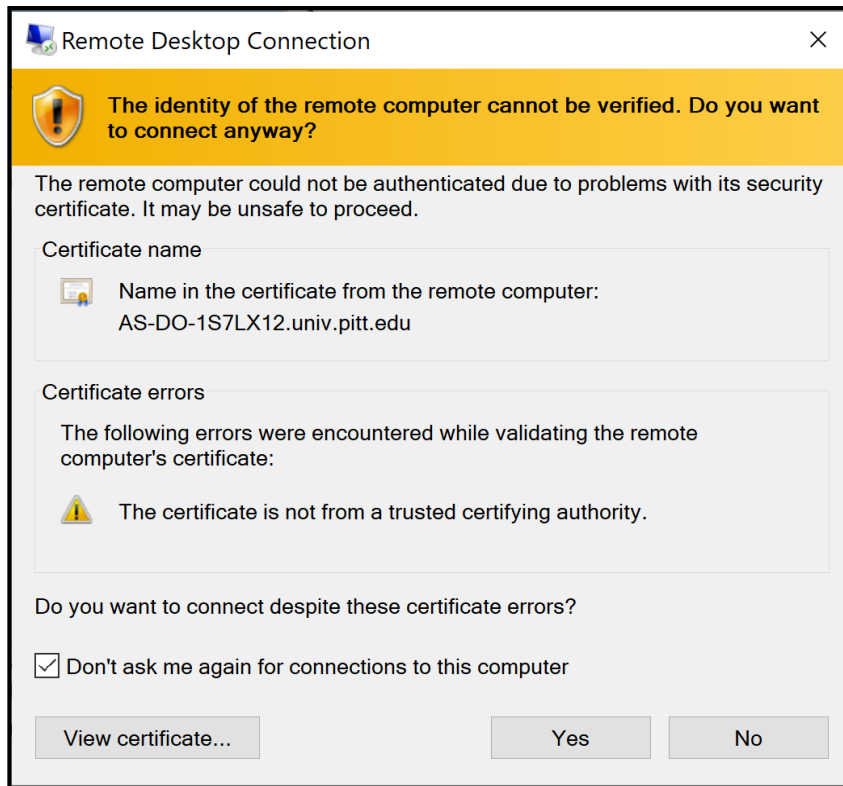 Remote Desktop Connection
The identity of the remote computer cannot be verified. Do you want
to connect anyway?
The remote computer could not be authenticated due to problems with its security
certificate. It may be unsafe to proceed.
Certificate name
Name in the certificate from the remote computer:
AS-DO-1S7LX12.univ.pitt.edu
Certificate errors
The following errors were encountered while validating the remote
computer's certificate:
The certificate is not from a trusted certifying authority.
Do you want to connect despite these certificate errors?
Don't ask me again for connections to this computer
View certificate...
Yes
No